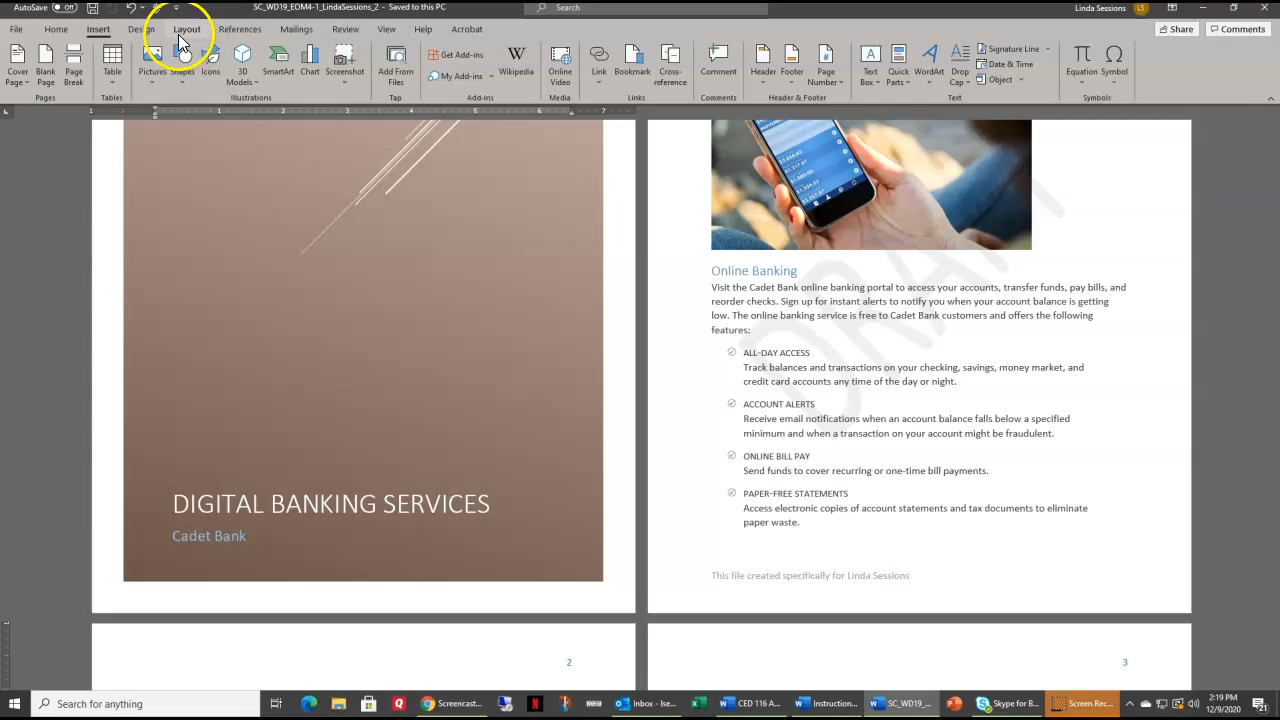 AutoSave Off
SC_WD19_EOM4-1_LindaSessions_2 - Saved to this PC
Search
Linda Sessions LS
File Home Insert Design Layout References Mailings Review View Help Acrobat
Share Comments
Cover Page
Blank Page
Page Break
Table
Pictures
Shapes
Icons
3D Models
SmartArt
Chart
Screenshot
Add From Files
Get Add-ins
My Add-ins
Wikipedia
Online Video
Link
Bookmark
Cross-reference
Comment
Header
Footer
Page Number
Text Box
Quick Parts
WordArt
Drop Cap
Signature Line
Date & Time
Object
Equation
Symbol
Pages Tables Illustrations Tap Add-ins Media Links Comments Header & Footer Text Symbols
1 1 2 3 4 5 6 7
DIGITAL BANKING SERVICES
Cadet Bank
DRAFT
Online Banking
Visit the Cadet Bank online banking portal to access your accounts, transfer funds, pay bills, and
reorder checks. Sign up for instant alerts to notify you when your account balance is getting
low. The online banking service is free to Cadet Bank customers and offers the following
features:
ALL-DAY ACCESS
Track balances and transactions on your checking, savings, money market, and
credit card accounts any time of the day or night.
ACCOUNT ALERTS
Receive email notifications when an account balance falls below a specified
minimum and when a transaction on your account might be fraudulent.
ONLINE BILL PAY
Send funds to cover recurring or one-time bill payments.
PAPER-FREE STATEMENTS
Access electronic copies of account statements and tax documents to eliminate
paper waste.
This file created specifically for Linda Sessions
2
3
Search for anything
Screencast...
Inbox - Ise...
CED 116 A...
Instruction...
SC_WD19_...
Skype for B...
Screen Rec...
2:19 PM
12/9/2020
21